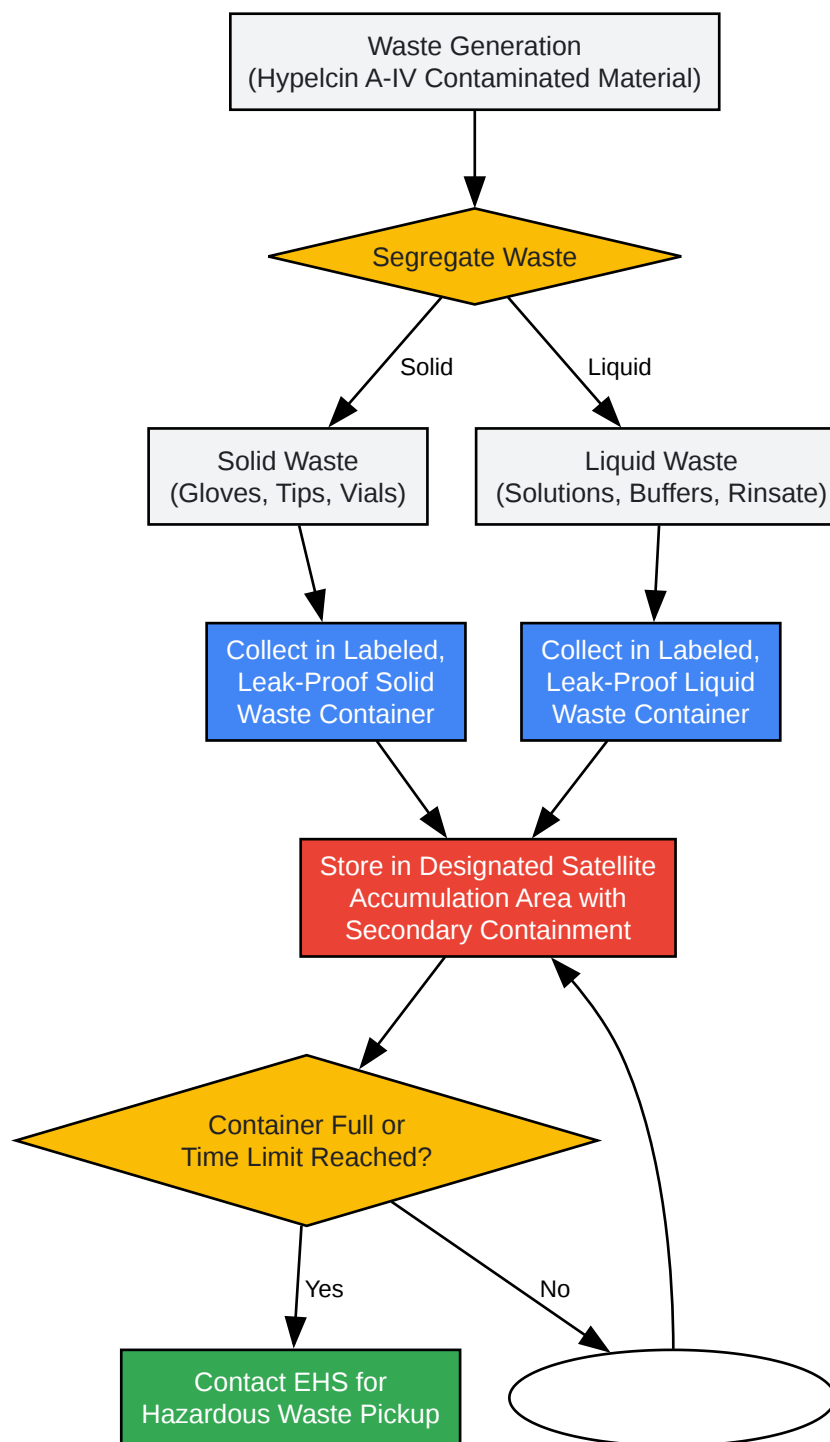 Waste Generation
(Hypelcin A-IV Contaminated Material)
Segregate Waste
Solid
Liquid
Solid Waste
(Gloves, Tips, Vials)
Liquid Waste
(Solutions, Buffers, Rinsate)
Collect in Labeled,
Leak-Proof Solid
Waste Container
Collect in Labeled,
Leak-Proof Liquid
Waste Container
Store in Designated Satellite
Accumulation Area with
Secondary Containment
Container Full or
Time Limit Reached?
Yes
No
Contact EHS for
Hazardous Waste Pickup